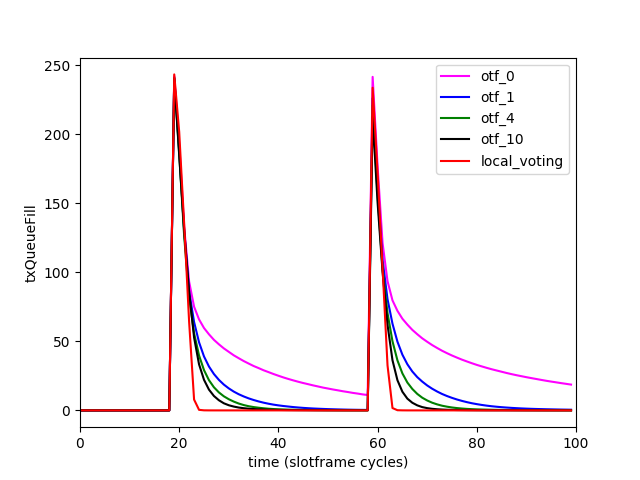 250
200
150
100
50
0
txQueueFill
0 20 40 60 80 100
time (slotframe cycles)
otf_0
otf_1
otf_4
otf_10
local_voting